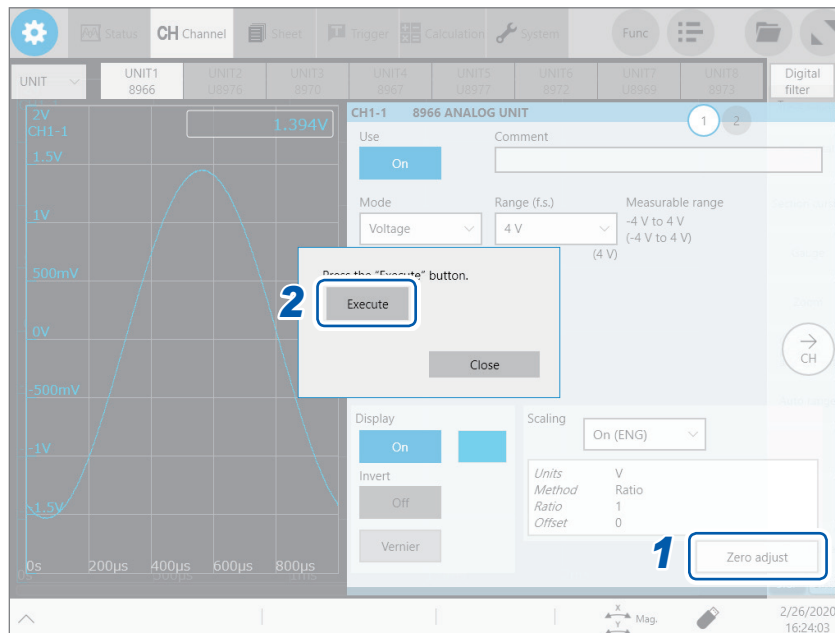 Status CH Channel Sheet Trigger Calculation System Func
UNIT
UNIT1 UNIT2 UNIT3 UNIT4 UNIT5 UNIT6 UNIT7 UNIT8
8966 U8976 8970 8967 U8977 8972 U8969 8973
Digital
filter
2V
CH1-1
1.394V
1.5V
1V
500mV
0V
-500mV
-1V
-1.5V
0s 200µs 400µs 600µs 800µs
CH1-1 8966 ANALOG UNIT
1 2
Use Comment
On
Mode Range (f.s.) Measurable range
Voltage 4 V -4 V to 4 V
(-4 V to 4 V)
(4 V)
Press the "Execute" button.
2 Execute
Close
CH
Display Scaling
On On (ENG)
Invert
Off
Vernier
Units V
Method Ratio
Ratio 1
Offset 0
1 Zero adjust
X
Y
Mag.
2/26/2020
16:24:03